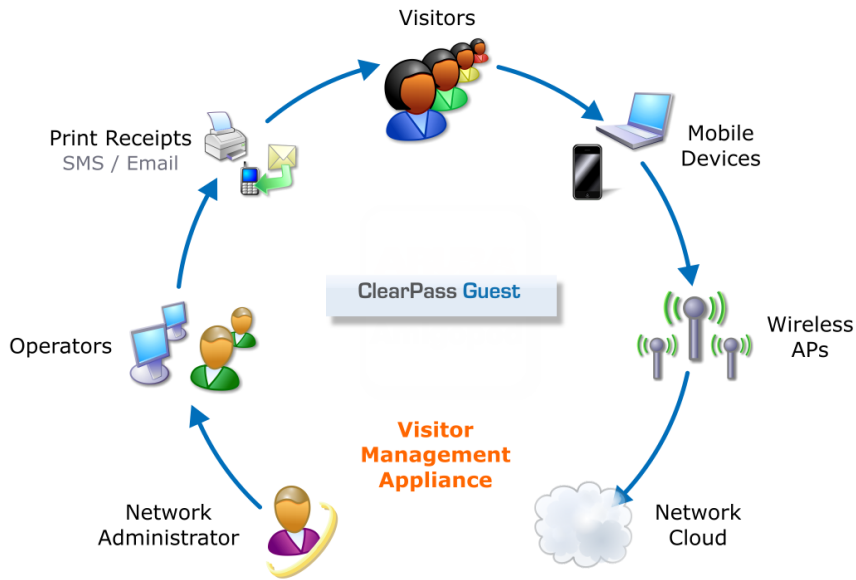 Visitors
Print Receipts
SMS / Email
Mobile
Devices
ClearPass Guest
Operators
Wireless
APs
Visitor
Management
Appliance
Network
Administrator
Network
Cloud